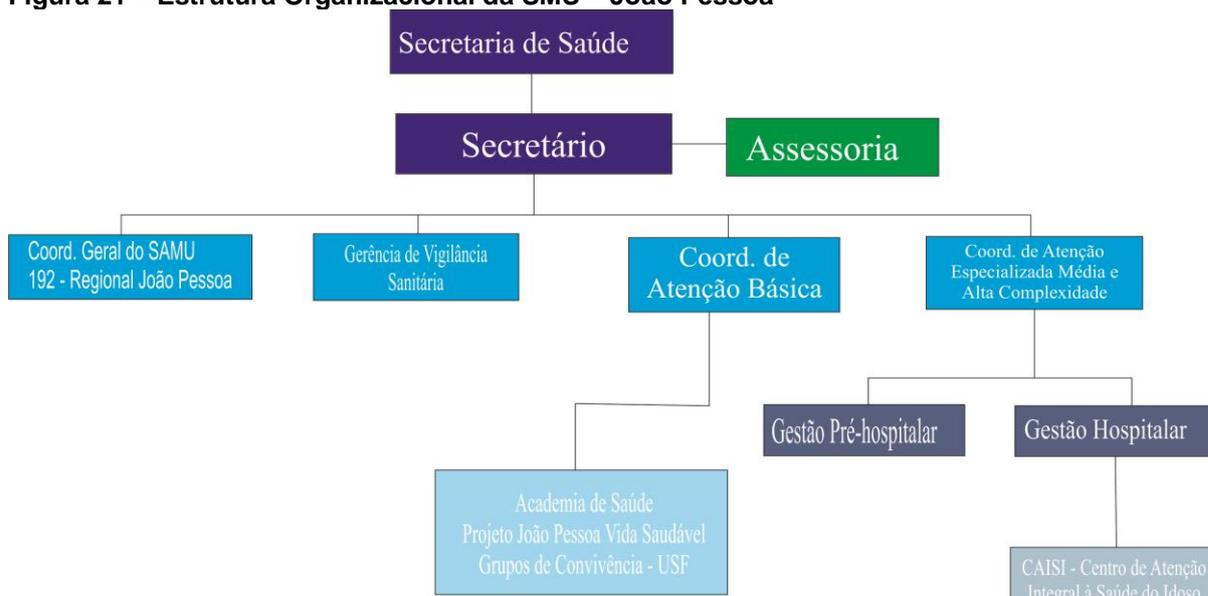 Figura 21 – Estrutura Organizacional da SMU – João Pessoa
Secretaria de Saúde
Secretário
Assessoria
Coord. Geral do SAMU
192 - Regional João Pessoa
Gerência de Vigilância
Sanitária
Coord. de
Atenção Básica
Coord. de Atenção
Especializada Média e
Alta Complexidade
Gestão Pré-hospitalar
Gestão Hospitalar
Academia de Saúde
Projeto João Pessoa Vida Saudável
Grupos de Convivência - USF
CAISI - Centro de Atenção
Integral à Saúde do Idoso